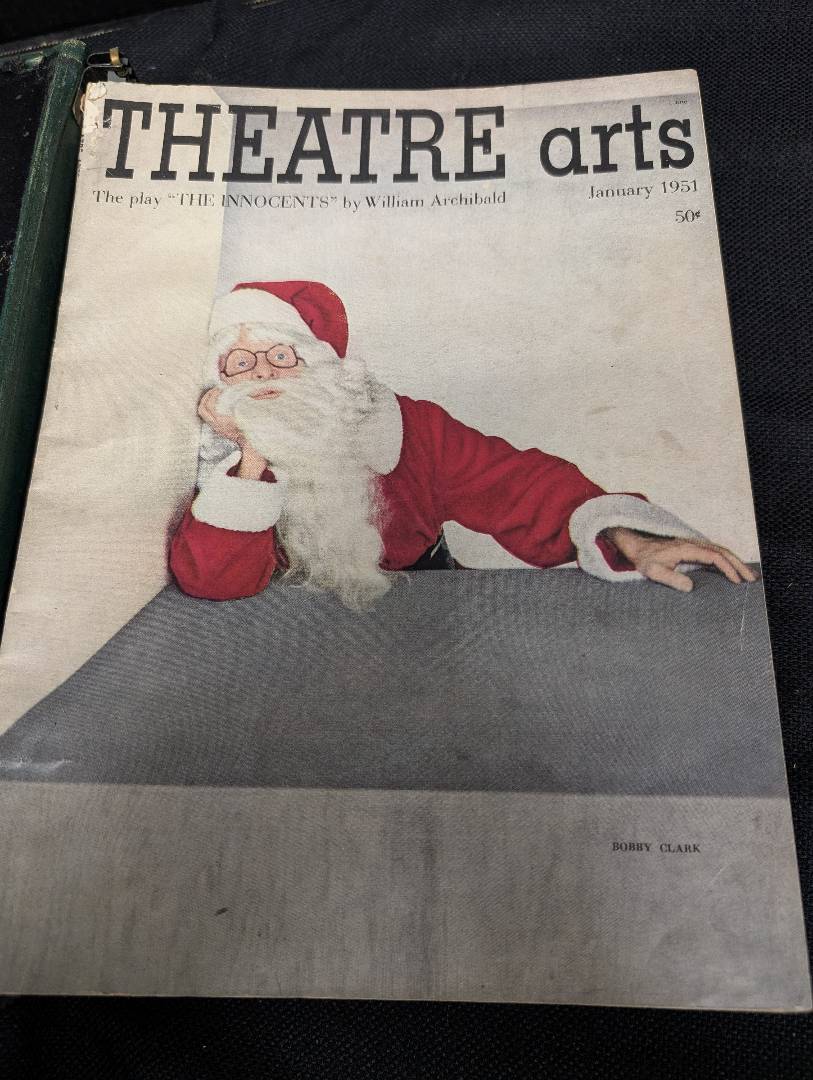 THEATRE arts
The play "THE INNOCENTS" by William Archibald
January 1951
50¢
BOBBY CLARK